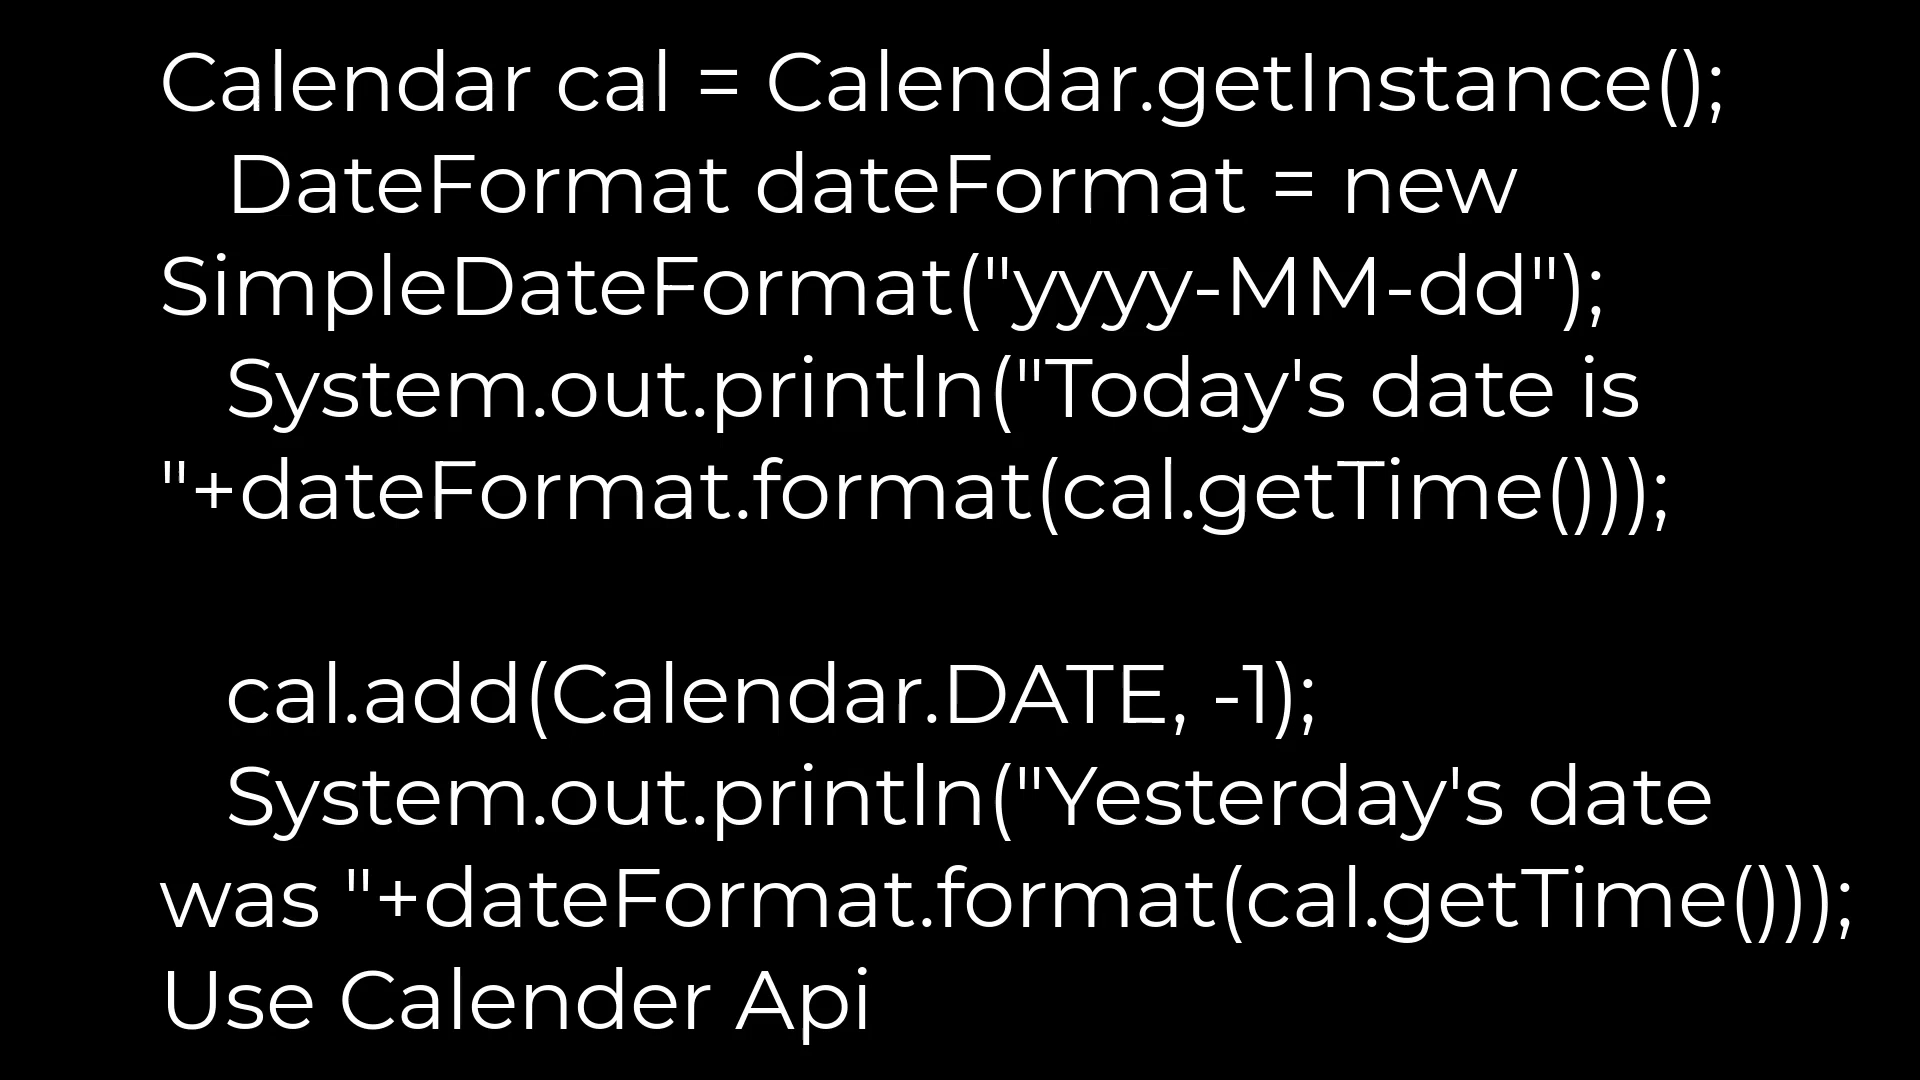 Calendar cal = Calendar.getInstance();
DateFormat dateFormat = new
SimpleDateFormat("yyyy-MM-dd");
System.out.println("Today's date is
"+dateFormat.format(cal.getTime()));
cal.add(Calendar.DATE, -1);
System.out.println("Yesterday's date
was "+dateFormat.format(cal.getTime()));
Use Calender Api